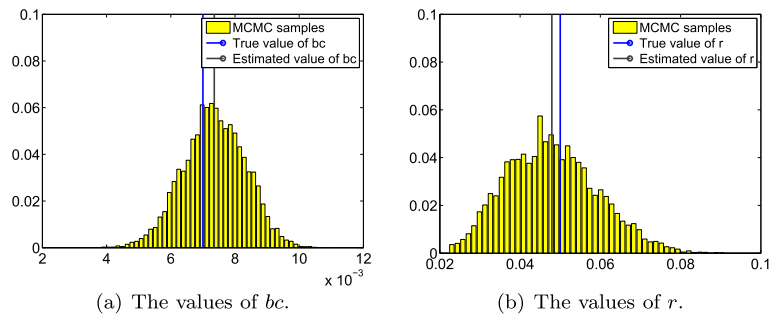 0.1
0.08
0.06
0.04
0.02
0
2
4
6
8
10
12
x 10⁻³
MCMC samples
True value of bc
Estimated value of bc
(a) The values of bc.
0.1
0.08
0.06
0.04
0.02
0
0.02
0.04
0.06
0.08
0.1
MCMC samples
True value of r
Estimated value of r
(b) The values of r.